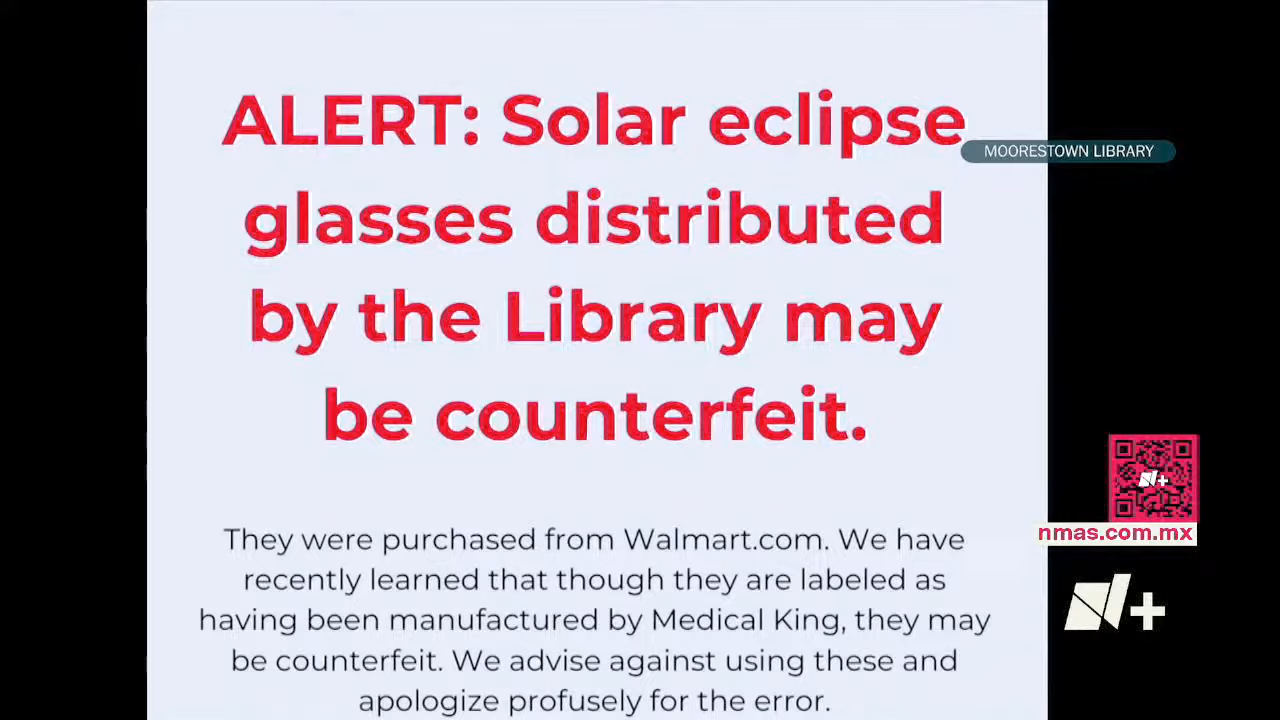 ALERT: Solar eclipse
MOORESTOWN LIBRARY
glasses distributed
by the Library may
be counterfeit.
They were purchased from Walmart.com. We have
recently learned that though they are labeled as
having been manufactured by Medical King, they may
be counterfeit. We advise against using these and
apologize profusely for the error.
N+
nmas.com.mx
N+